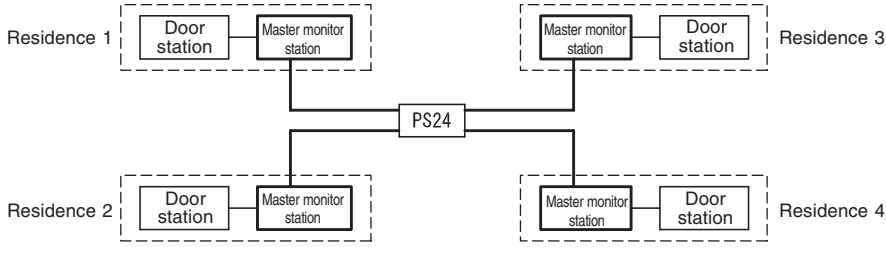 Residence 1
Door
station
Master monitor
station
Master monitor
station
Door
station
Residence 3
PS24
Residence 2
Door
station
Master monitor
station
Master monitor
station
Door
station
Residence 4